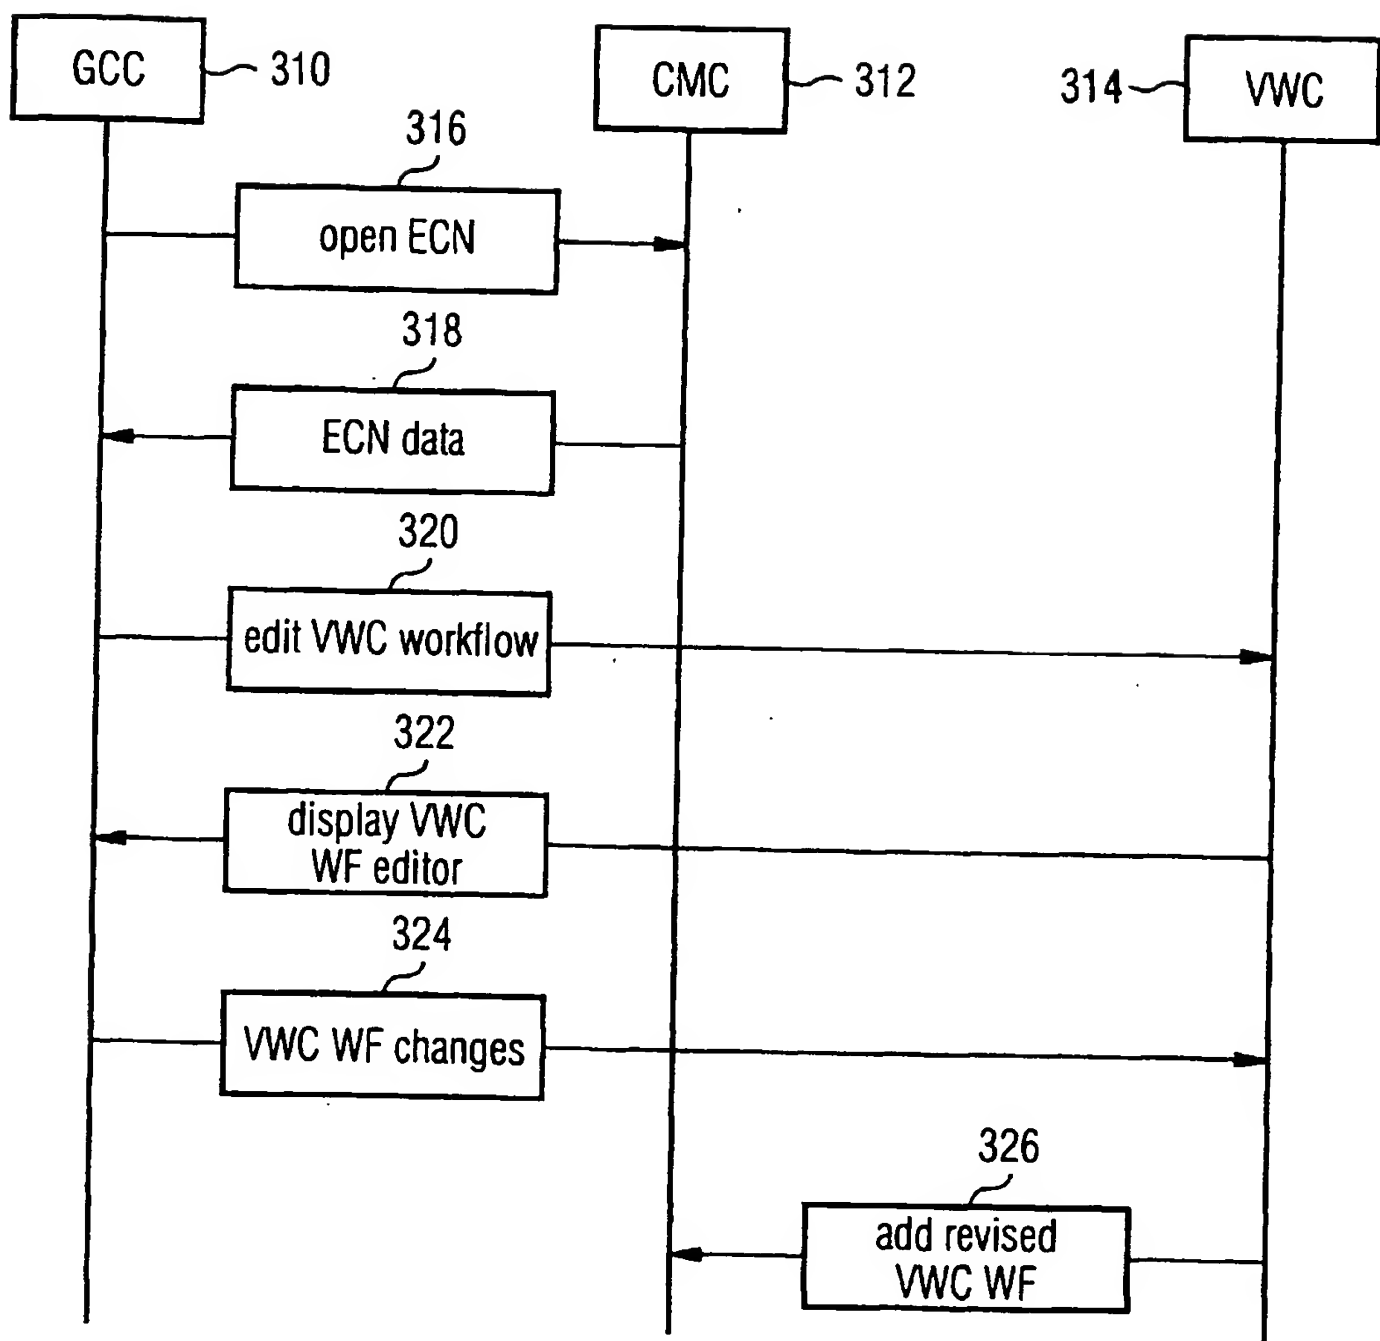 GCC
310
CMC
312
314
VWC
316
open ECN
318
ECN data
320
edit VWC workflow
322
display VWC
WF editor
324
VWC WF changes
326
add revised
VWC WF